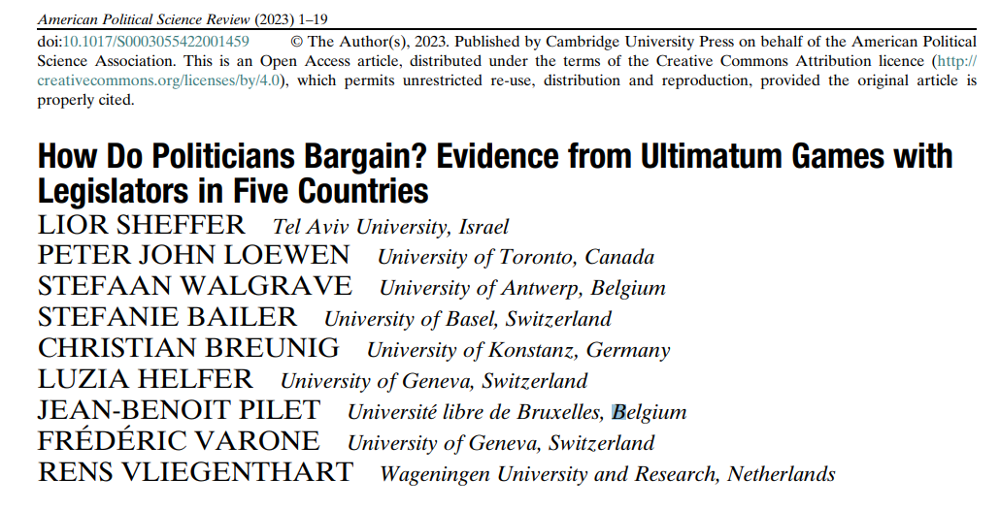 American Political Science Review (2023) 1–19
doi:10.1017/S0003055422001459 © The Author(s), 2023. Published by Cambridge University Press on behalf of the American Political
Science Association. This is an Open Access article, distributed under the terms of the Creative Commons Attribution licence (http://
creativecommons.org/licenses/by/4.0), which permits unrestricted re-use, distribution and reproduction, provided the original article is
properly cited.
How Do Politicians Bargain? Evidence from Ultimatum Games with
Legislators in Five Countries
LIOR SHEFFER Tel Aviv University, Israel
PETER JOHN LOEWEN University of Toronto, Canada
STEFAAN WALGRAVE University of Antwerp, Belgium
STEFANIE BAILER University of Basel, Switzerland
CHRISTIAN BREUNIG University of Konstanz, Germany
LUZIA HELFER University of Geneva, Switzerland
JEAN-BENOIT PILET Université libre de Bruxelles, Belgium
FRÉDÉRIC VARONE University of Geneva, Switzerland
RENS VLIEGENTHART Wageningen University and Research, Netherlands